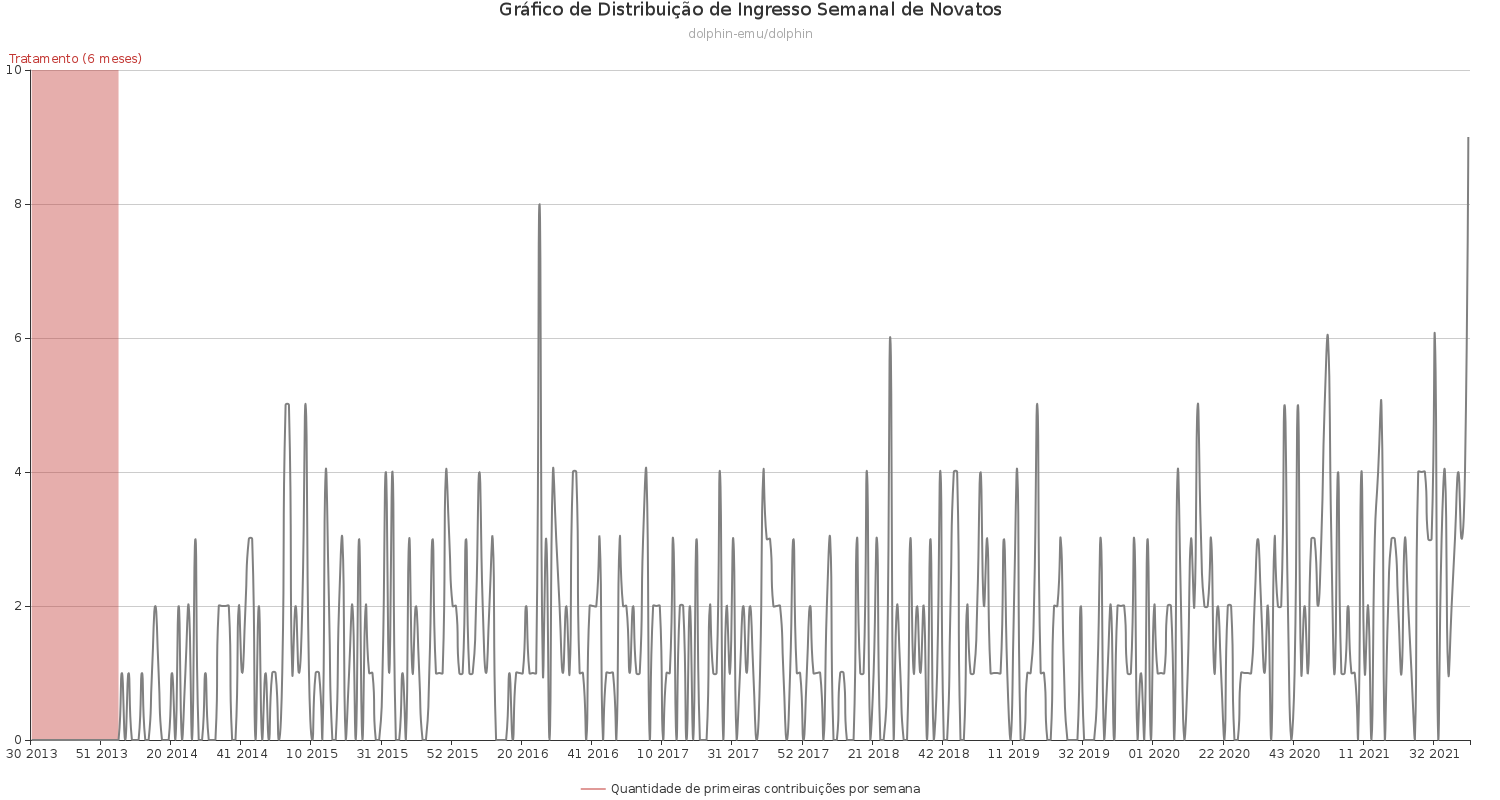 Gráfico de Distribuição de Ingresso Semanal de Novatos
dolphin-emu/dolphin
Tratamento (6 meses)
10
8
6
4
2
0
30 2013 51 2013 20 2014 41 2014 10 2015 31 2015 52 2015 20 2016 41 2016 10 2017 31 2017 52 2017 21 2018 42 2018 11 2019 32 2019 01 2020 22 2020 43 2020 11 2021 32 2021
Quantidade de primeiras contribuições por semana